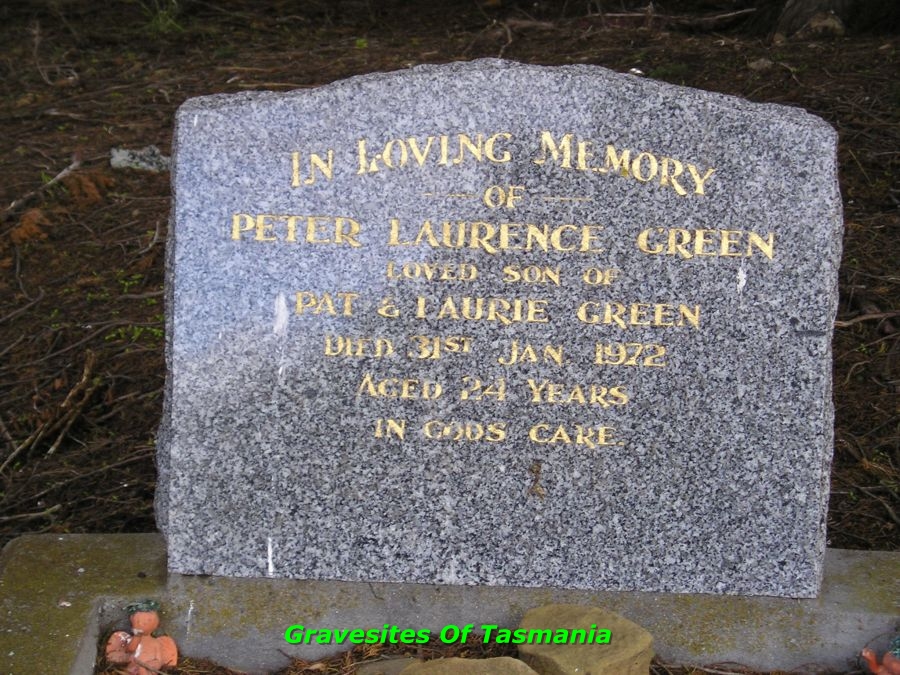 IN LOVING MEMORY
OF
PETER LAURENCE GREEN
LOVED SON OF
PAT & LAURIE GREEN
DIED 31ST JAN. 1972
AGED 24 YEARS
IN GODS CARE.
Gravesites Of Tasmania